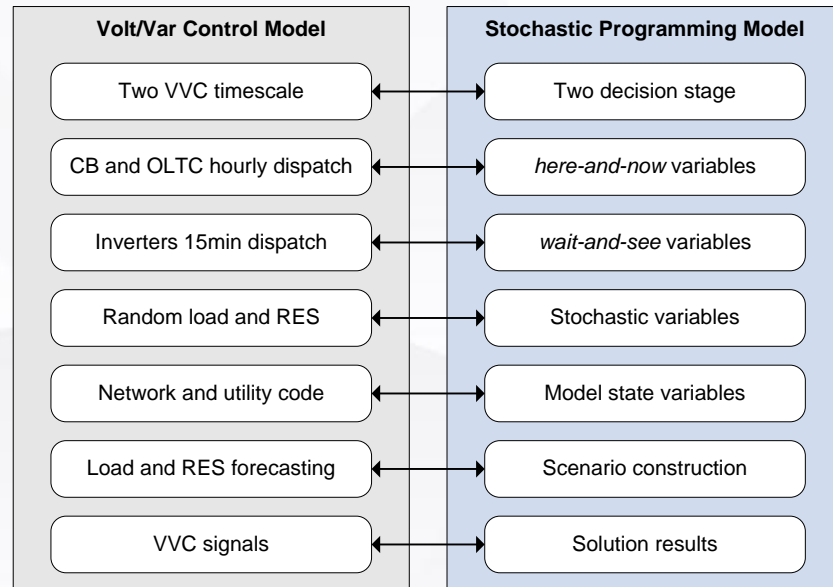 Volt/Var Control Model
Stochastic Programming Model
Two VVC timescale
Two decision stage
CB and OLTC hourly dispatch
here-and-now variables
Inverters 15min dispatch
wait-and-see variables
Random load and RES
Stochastic variables
Network and utility code
Model state variables
Load and RES forecasting
Scenario construction
VVC signals
Solution results